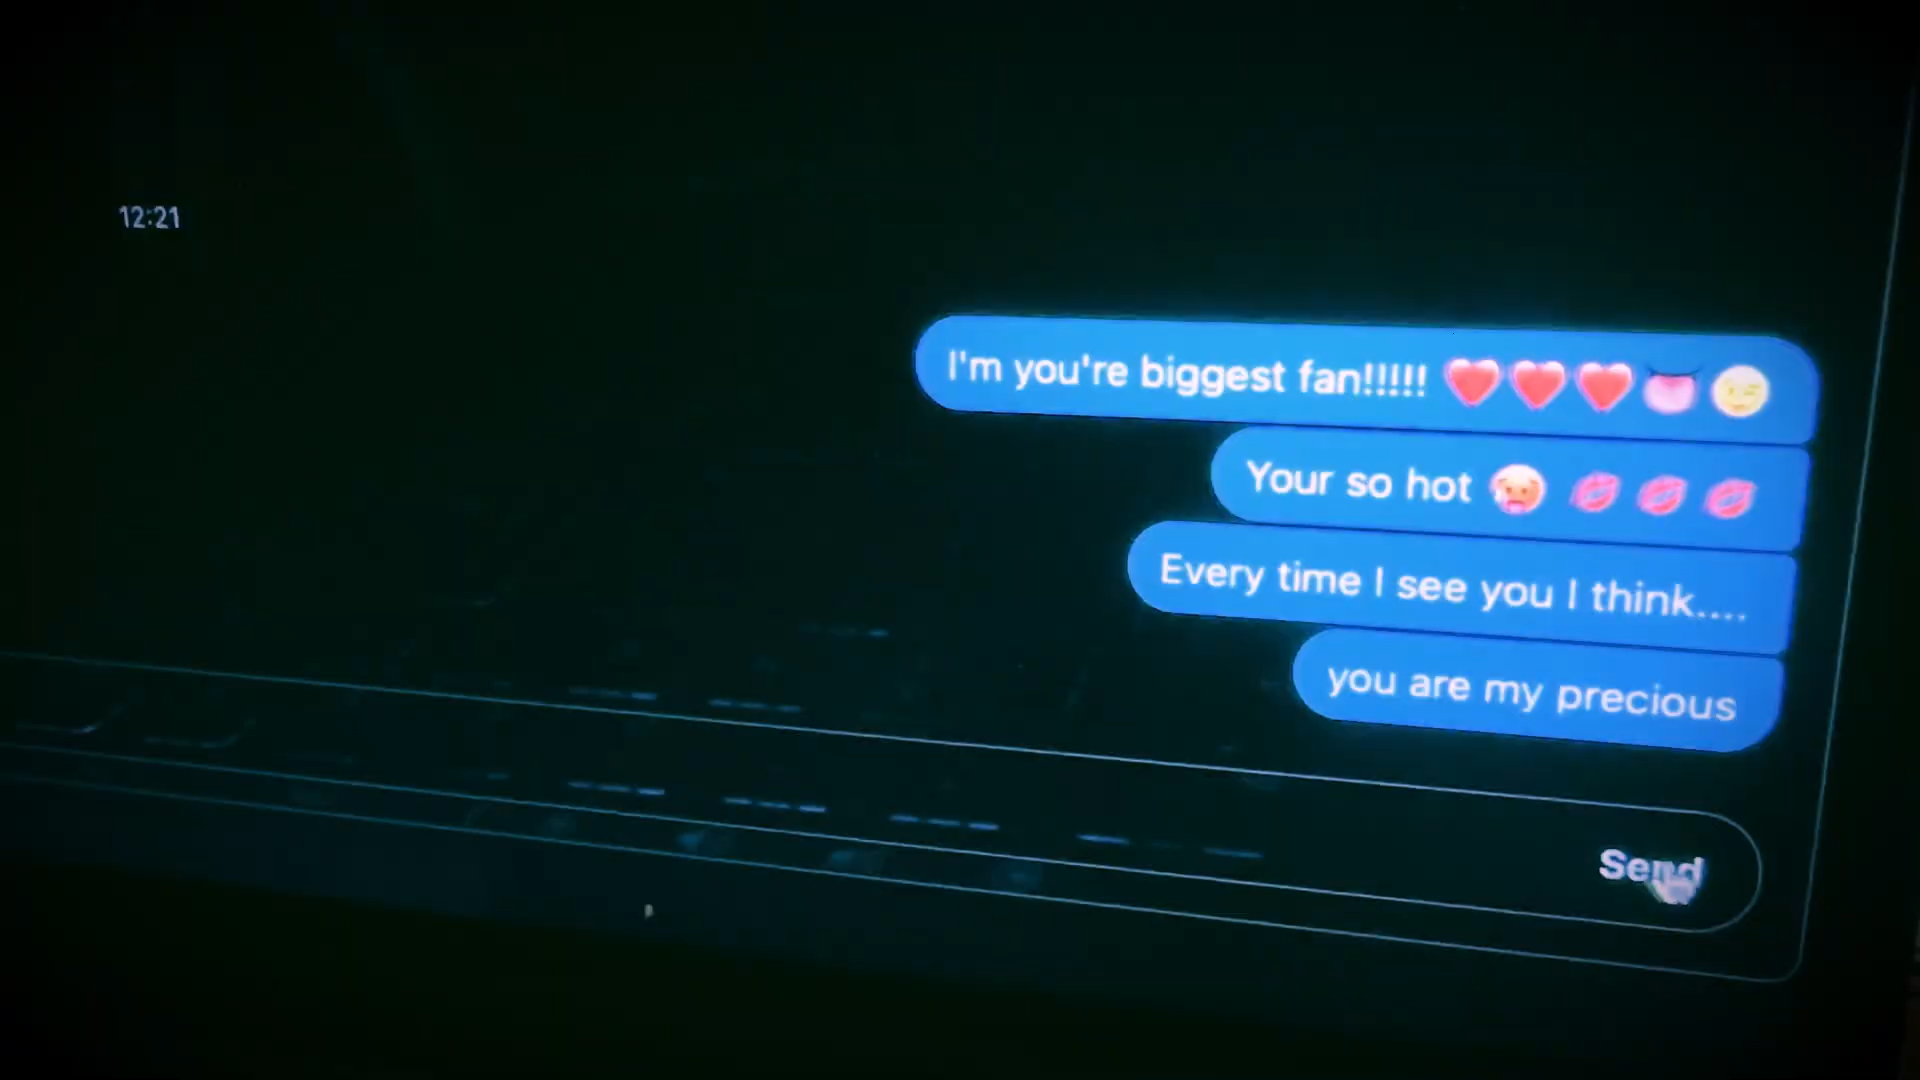 12:21
I'm you're biggest fan!!!!! ❤️❤️❤️👅😉
Your so hot 🥵 💋💋💋
Every time I see you I think....
you are my precious
Send